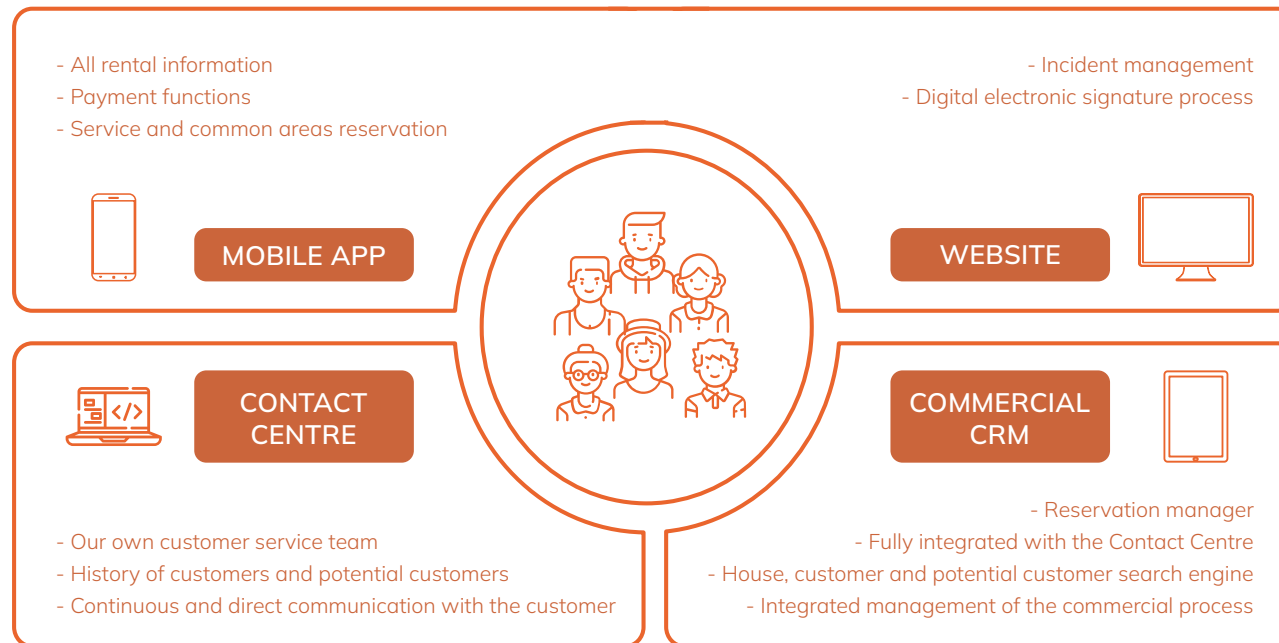 - All rental information
- Payment functions
- Service and common areas reservation
MOBILE APP
- Incident management
- Digital electronic signature process
WEBSITE
</>
CONTACT
CENTRE
- Our own customer service team
- History of customers and potential customers
- Continuous and direct communication with the customer
COMMERCIAL
CRM
- Reservation manager
- Fully integrated with the Contact Centre
- House, customer and potential customer search engine
- Integrated management of the commercial process